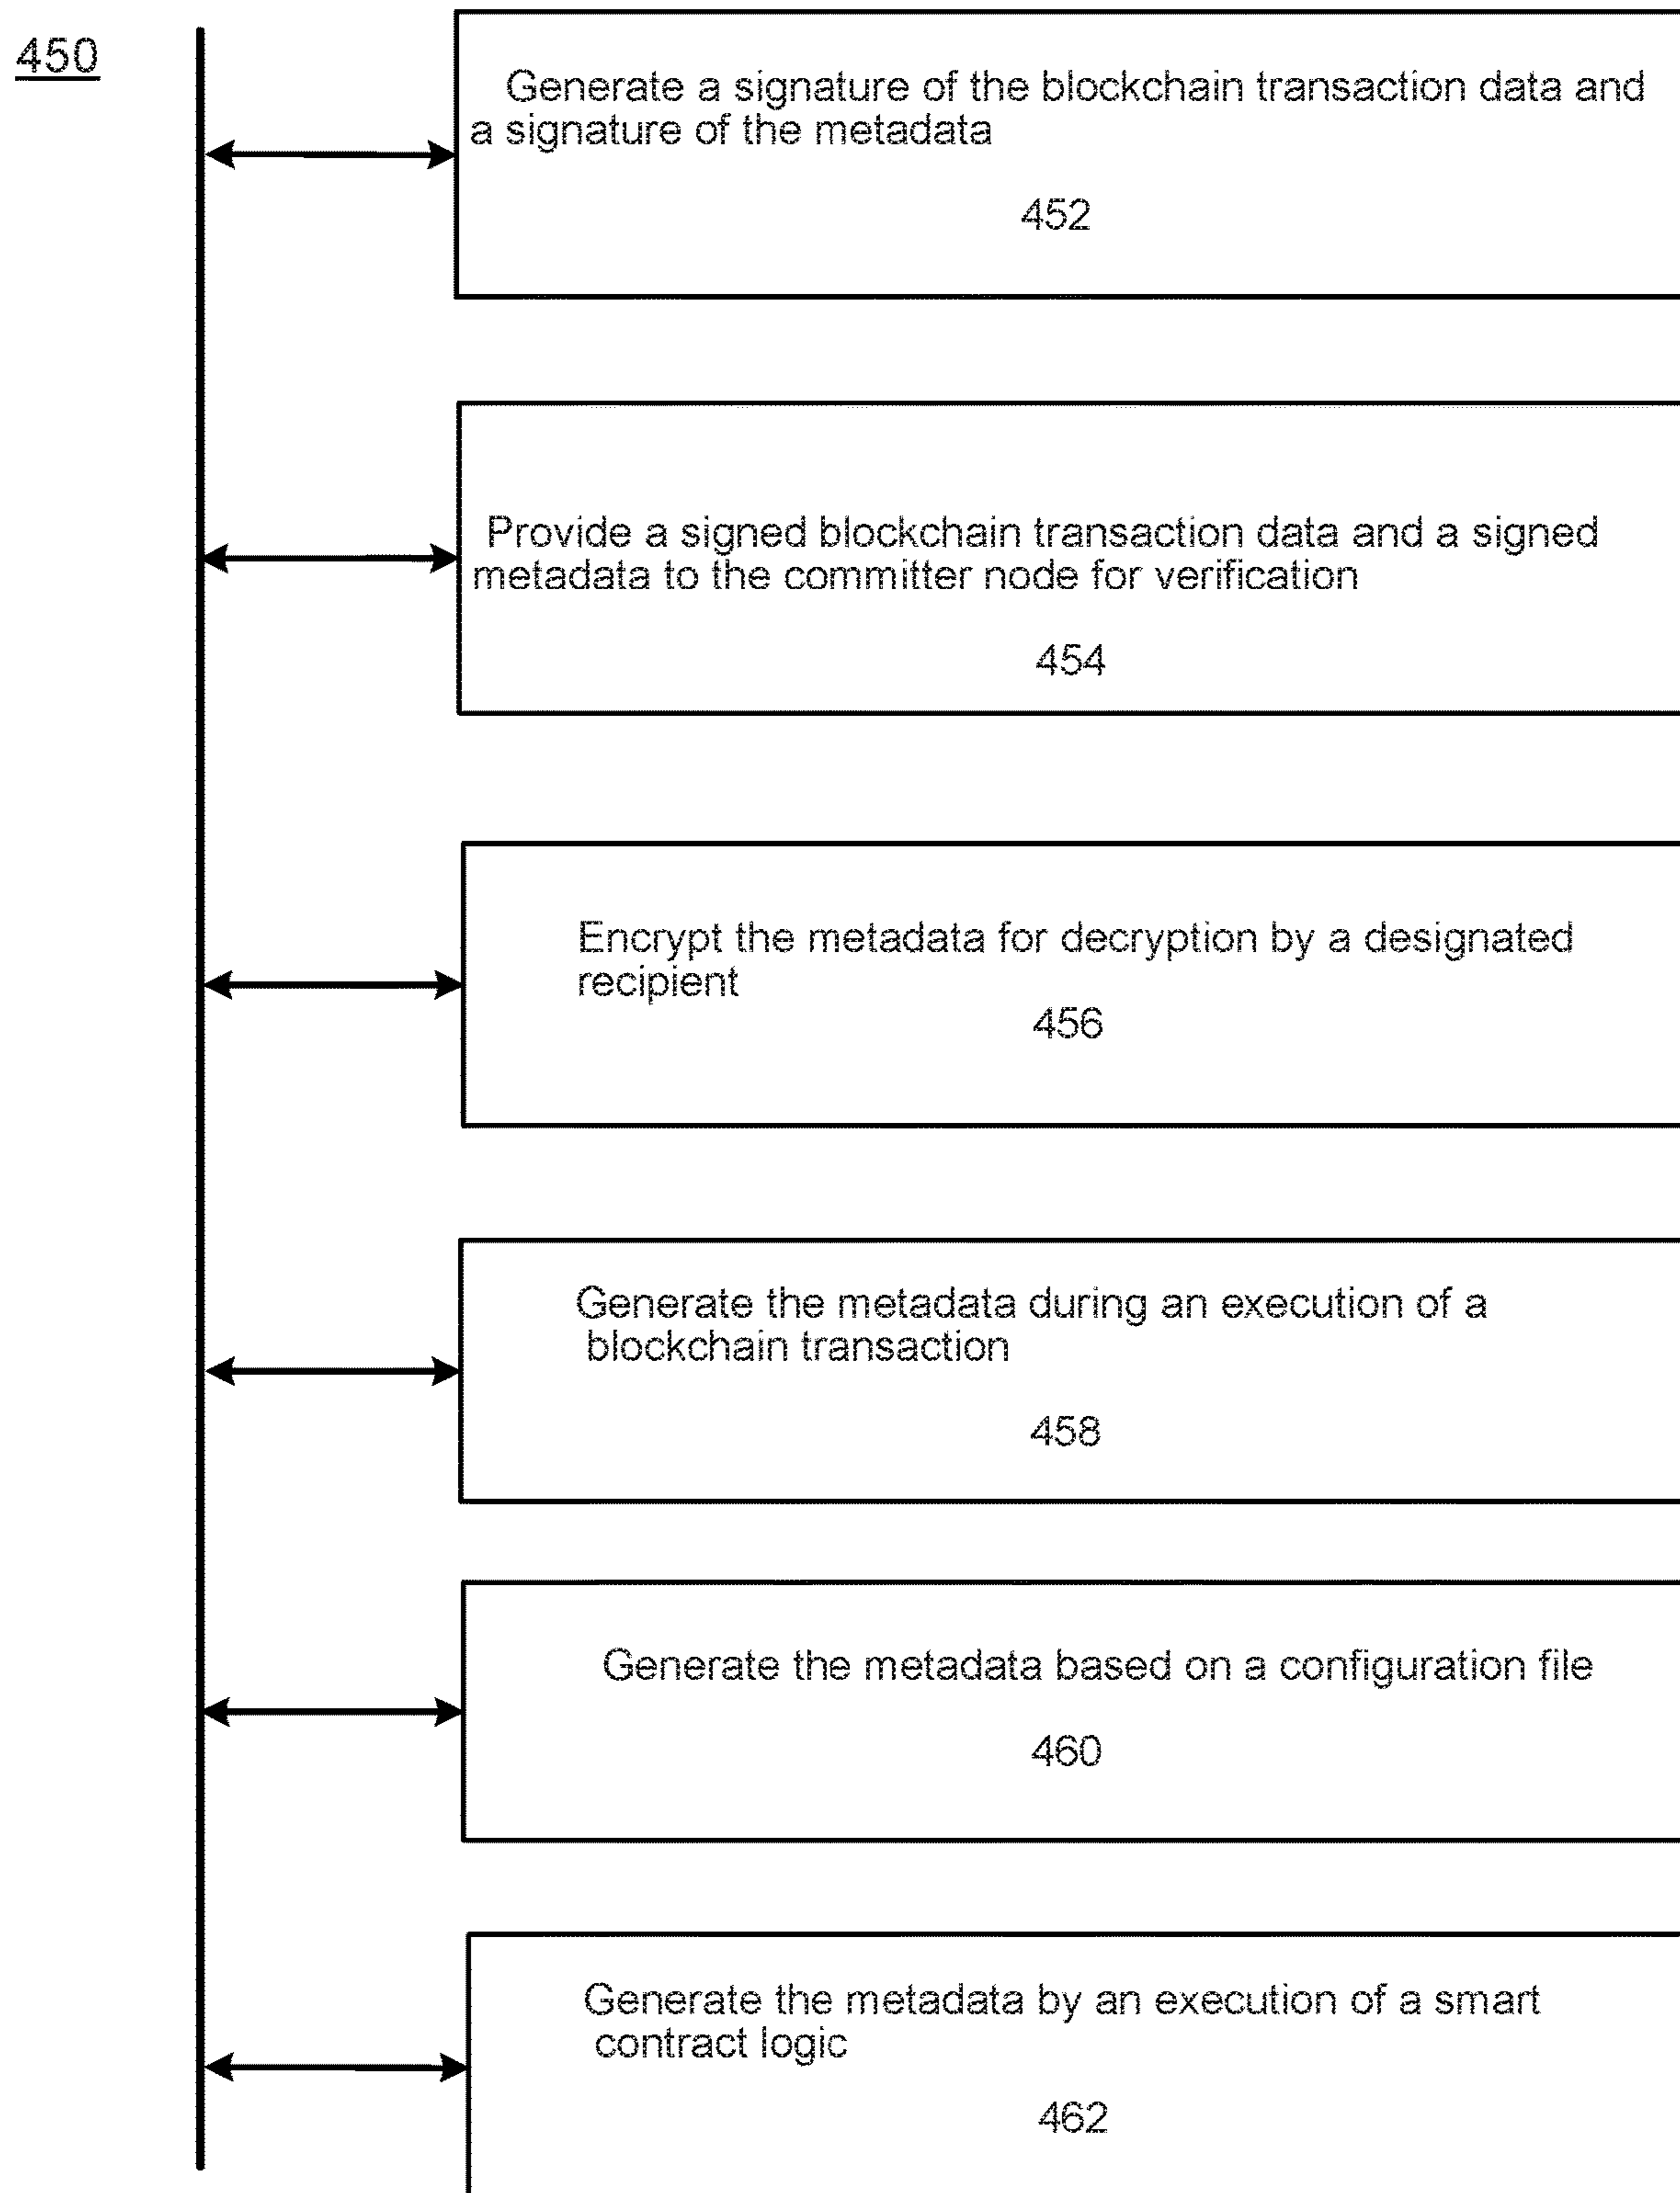 450
Generate a signature of the blockchain transaction data and
a signature of the metadata
452
Provide a signed blockchain transaction data and a signed
metadata to the committer node for verification
454
Encrypt the metadata for decryption by a designated
recipient
456
Generate the metadata during an execution of a
blockchain transaction
458
Generate the metadata based on a configuration file
460
Generate the metadata by an execution of a smart
contract logic
462